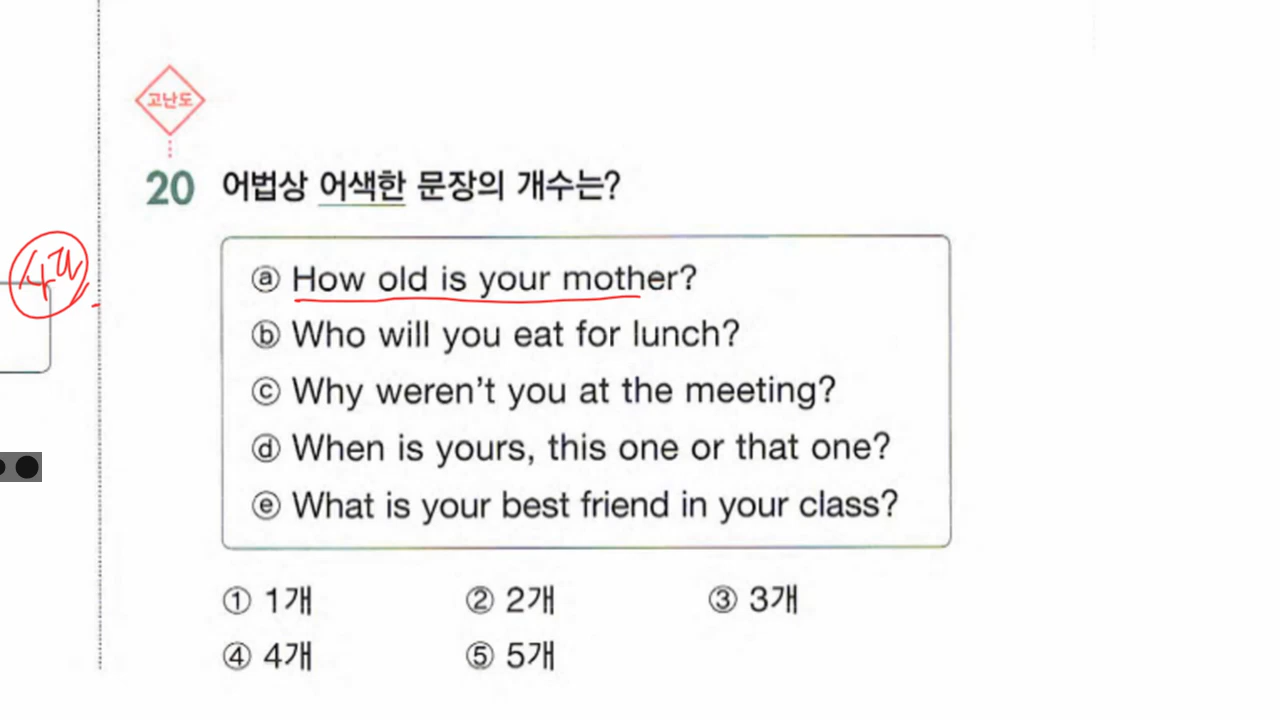 고난도
20 어법상 어색한 문장의 개수는?
ⓐ How old is your mother?
ⓑ Who will you eat for lunch?
ⓒ Why weren't you at the meeting?
ⓓ When is yours, this one or that one?
ⓔ What is your best friend in your class?
① 1개 ② 2개 ③ 3개
④ 4개 ⑤ 5개